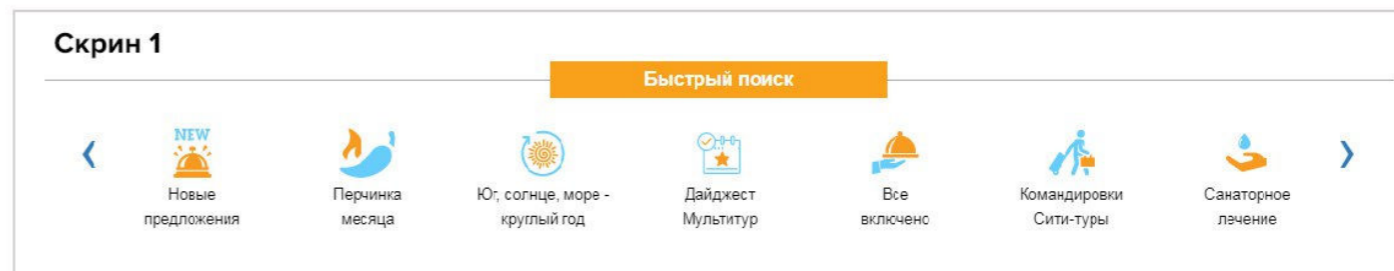 Скрин 1
Быстрый поиск
NEW
Новые
предложения
Перчинка
месяца
Юг, солнце, море -
круглый год
Дайджест
Мультитур
Все
включено
Командировки
Сити-туры
Санаторное
лечение